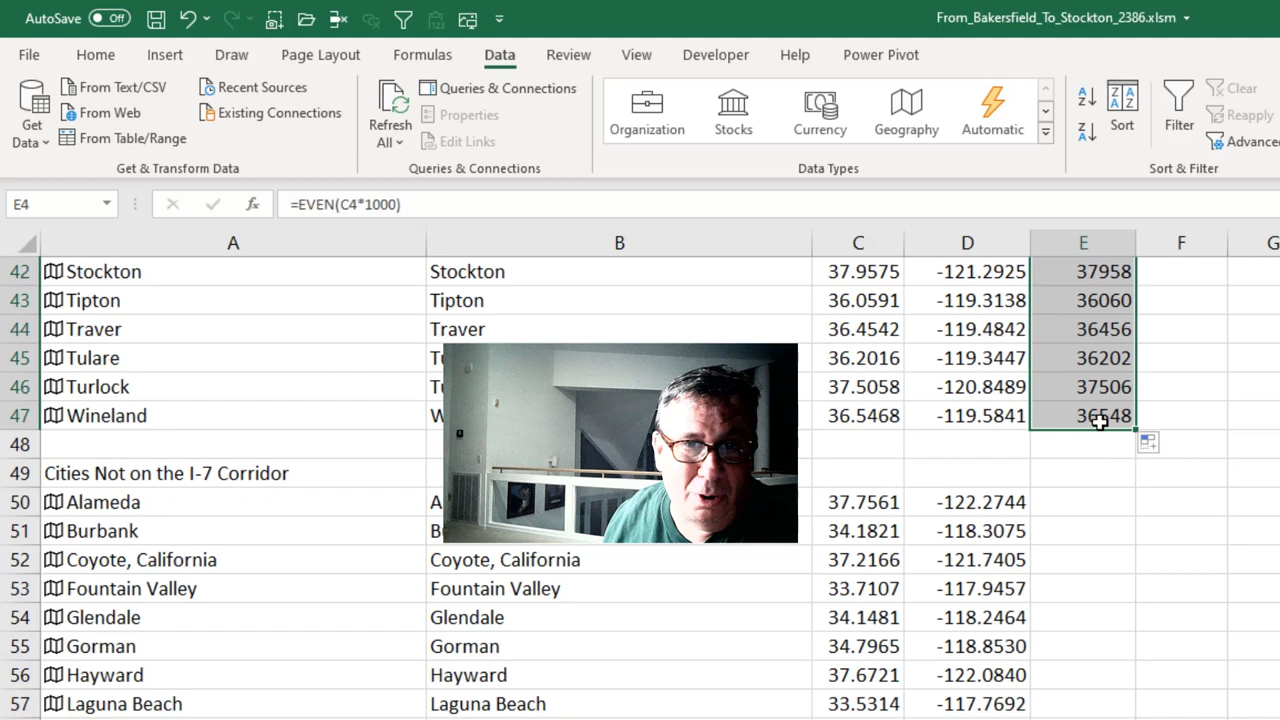 AutoSave Off From_Bakersfield_To_Stockton_2386.xlsm
File Home Insert Draw Page Layout Formulas Data Review View Developer Help Power Pivot
Get Data
From Text/CSV
From Web
From Table/Range
Recent Sources
Existing Connections
Get & Transform Data
Refresh All
Queries & Connections
Properties
Edit Links
Queries & Connections
Organization Stocks Currency Geography Automatic
Data Types
Sort
Filter
Clear
Reapply
Advance
Sort & Filter
E4 fx =EVEN(C4*1000)
A B C D E F G
42 Stockton Stockton 37.9575 -121.2925 37958
43 Tipton Tipton 36.0591 -119.3138 36060
44 Traver Traver 36.4542 -119.4842 36456
45 Tulare 36.2016 -119.3447 36202
46 Turlock 37.5058 -120.8489 37506
47 Wineland W 36.5468 -119.5841 36548
48
49 Cities Not on the I-7 Corridor
50 Alameda A 37.7561 -122.2744
51 Burbank 34.1821 -118.3075
52 Coyote, California Coyote, California 37.2166 -121.7405
53 Fountain Valley Fountain Valley 33.7107 -117.9457
54 Glendale Glendale 34.1481 -118.2464
55 Gorman Gorman 34.7965 -118.8530
56 Hayward Hayward 37.6721 -122.0840
57 Laguna Beach Laguna Beach 33.5314 -117.7692